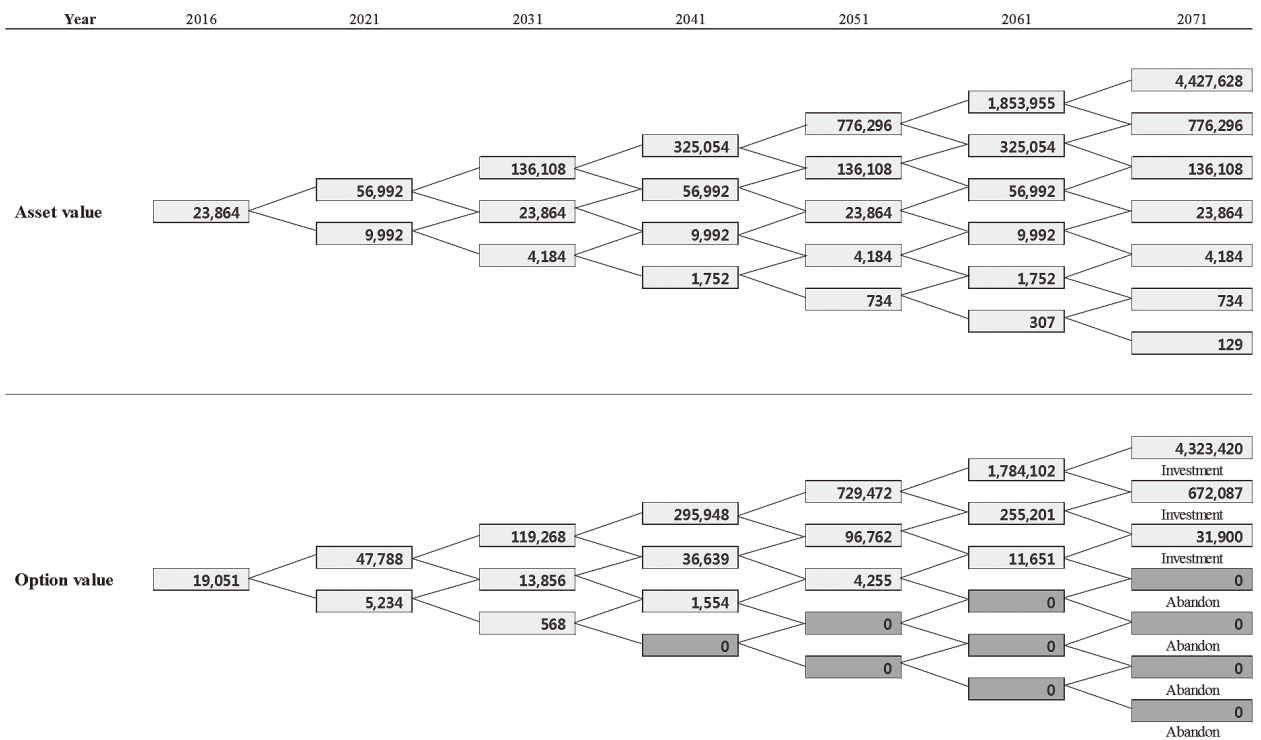 Year 2016 2021 2031 2041 2051 2061 2071
4,427,628
1,853,955
776,296 776,296
325,054 325,054
136,108 136,108 136,108
56,992 56,992 56,992
Asset value 23,864 23,864 23,864 23,864
9,992 9,992 9,992
4,184 4,184 4,184
1,752 1,752
734 734
307
129
4,323,420
1,784,102 Investment
729,472 672,087
295,948 255,201 Investment
119,268 96,762 31,900
47,788 36,639 11,651 Investment
Option value 19,051 13,856 4,255 0
5,234 1,554 0 Abandon
568 0 0
0 0 Abandon
0 0
0 Abandon
0
Abandon